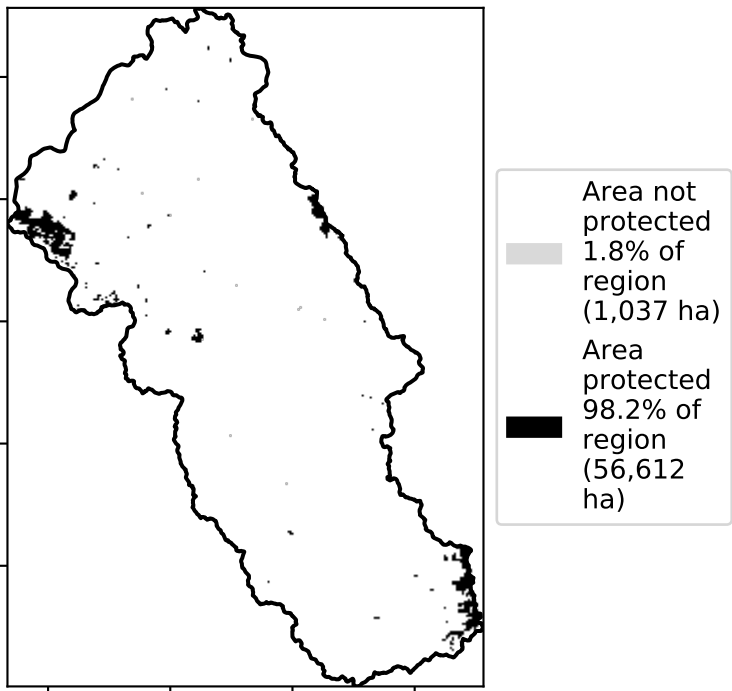 Area not
protected
1.8% of
region
(1,037 ha)
Area
protected
98.2% of
region
(56,612
ha)